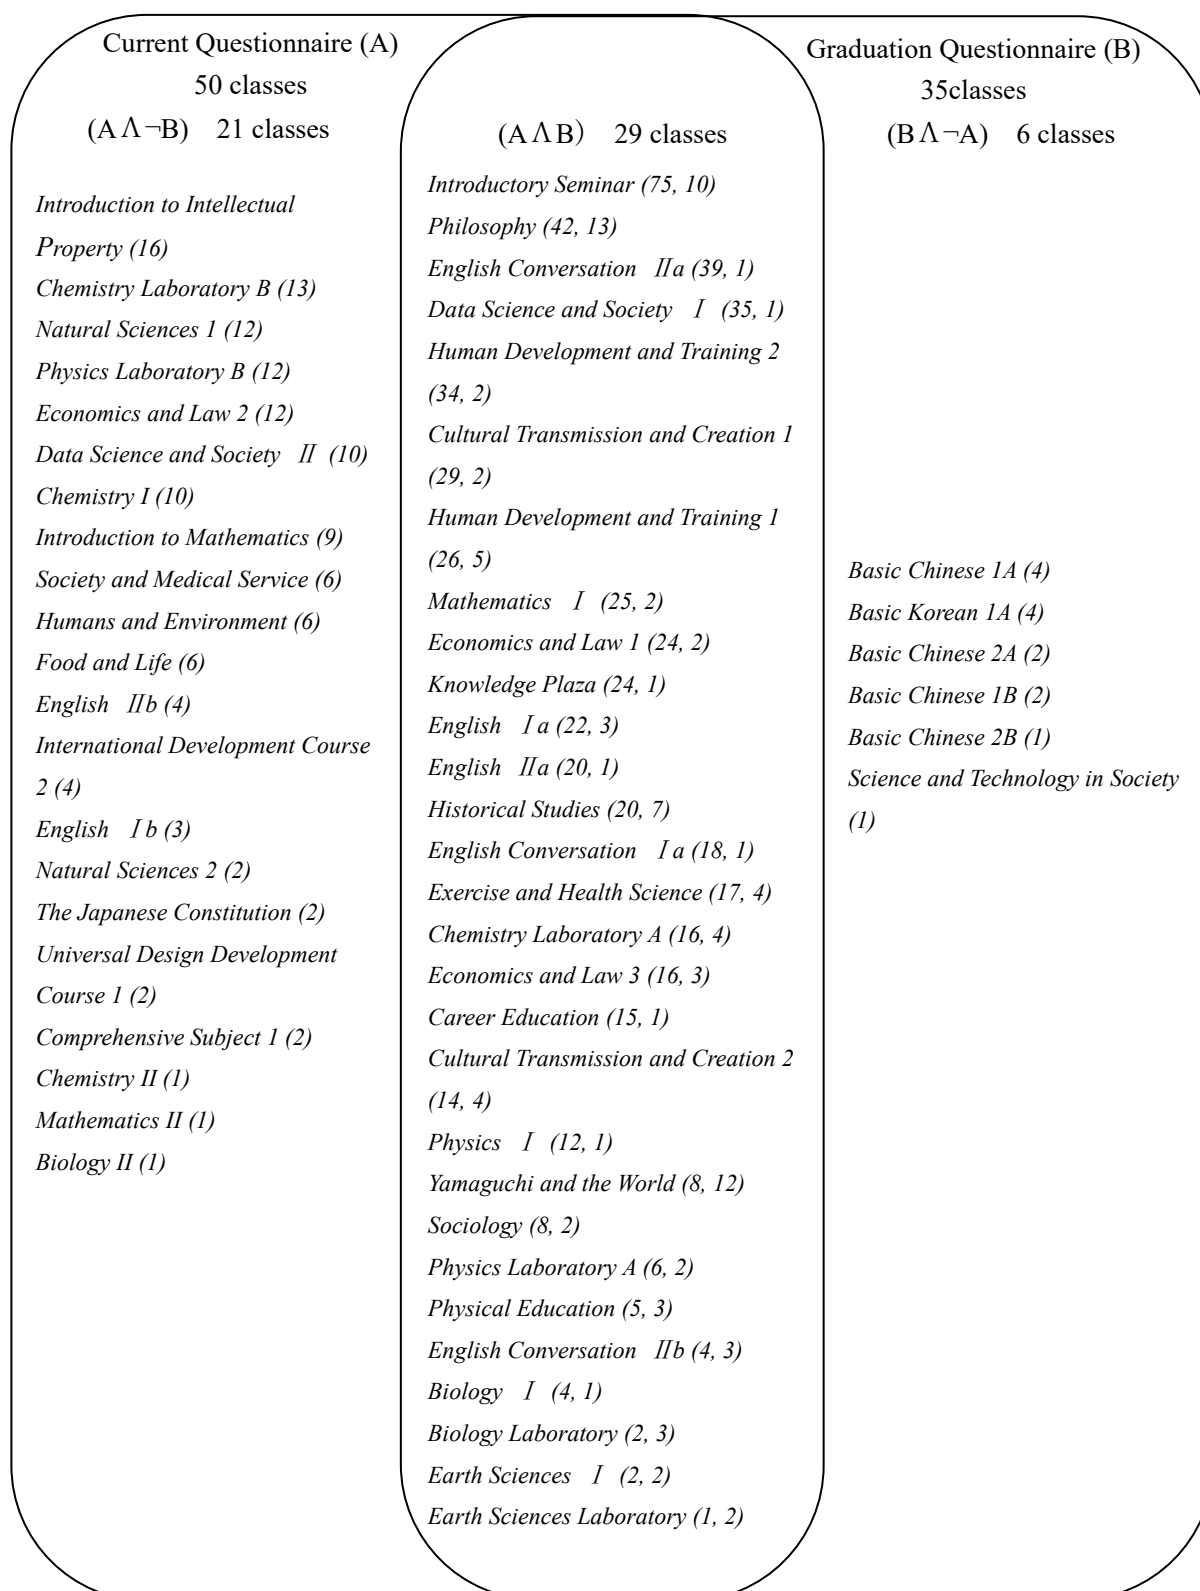 Current Questionnaire (A)
50 classes
(A Λ ¬B) 21 classes
Introduction to Intellectual
Property (16)
Chemistry Laboratory B (13)
Natural Sciences 1 (12)
Physics Laboratory B (12)
Economics and Law 2 (12)
Data Science and Society Ⅱ (10)
Chemistry I (10)
Introduction to Mathematics (9)
Society and Medical Service (6)
Humans and Environment (6)
Food and Life (6)
English Ⅱb (4)
International Development Course
2 (4)
English Ⅰb (3)
Natural Sciences 2 (2)
The Japanese Constitution (2)
Universal Design Development
Course 1 (2)
Comprehensive Subject 1 (2)
Chemistry II (1)
Mathematics II (1)
Biology II (1)
(A Λ B) 29 classes
Introductory Seminar (75, 10)
Philosophy (42, 13)
English Conversation Ⅱa (39, 1)
Data Science and Society Ⅰ (35, 1)
Human Development and Training 2
(34, 2)
Cultural Transmission and Creation 1
(29, 2)
Human Development and Training 1
(26, 5)
Mathematics Ⅰ (25, 2)
Economics and Law 1 (24, 2)
Knowledge Plaza (24, 1)
English Ⅰa (22, 3)
English Ⅱa (20, 1)
Historical Studies (20, 7)
English Conversation Ⅰa (18, 1)
Exercise and Health Science (17, 4)
Chemistry Laboratory A (16, 4)
Economics and Law 3 (16, 3)
Career Education (15, 1)
Cultural Transmission and Creation 2
(14, 4)
Physics Ⅰ (12, 1)
Yamaguchi and the World (8, 12)
Sociology (8, 2)
Physics Laboratory A (6, 2)
Physical Education (5, 3)
English Conversation Ⅱb (4, 3)
Biology Ⅰ (4, 1)
Biology Laboratory (2, 3)
Earth Sciences Ⅰ (2, 2)
Earth Sciences Laboratory (1, 2)
Graduation Questionnaire (B)
35classes
(B Λ ¬A) 6 classes
Basic Chinese 1A (4)
Basic Korean 1A (4)
Basic Chinese 2A (2)
Basic Chinese 1B (2)
Basic Chinese 2B (1)
Science and Technology in Society
(1)